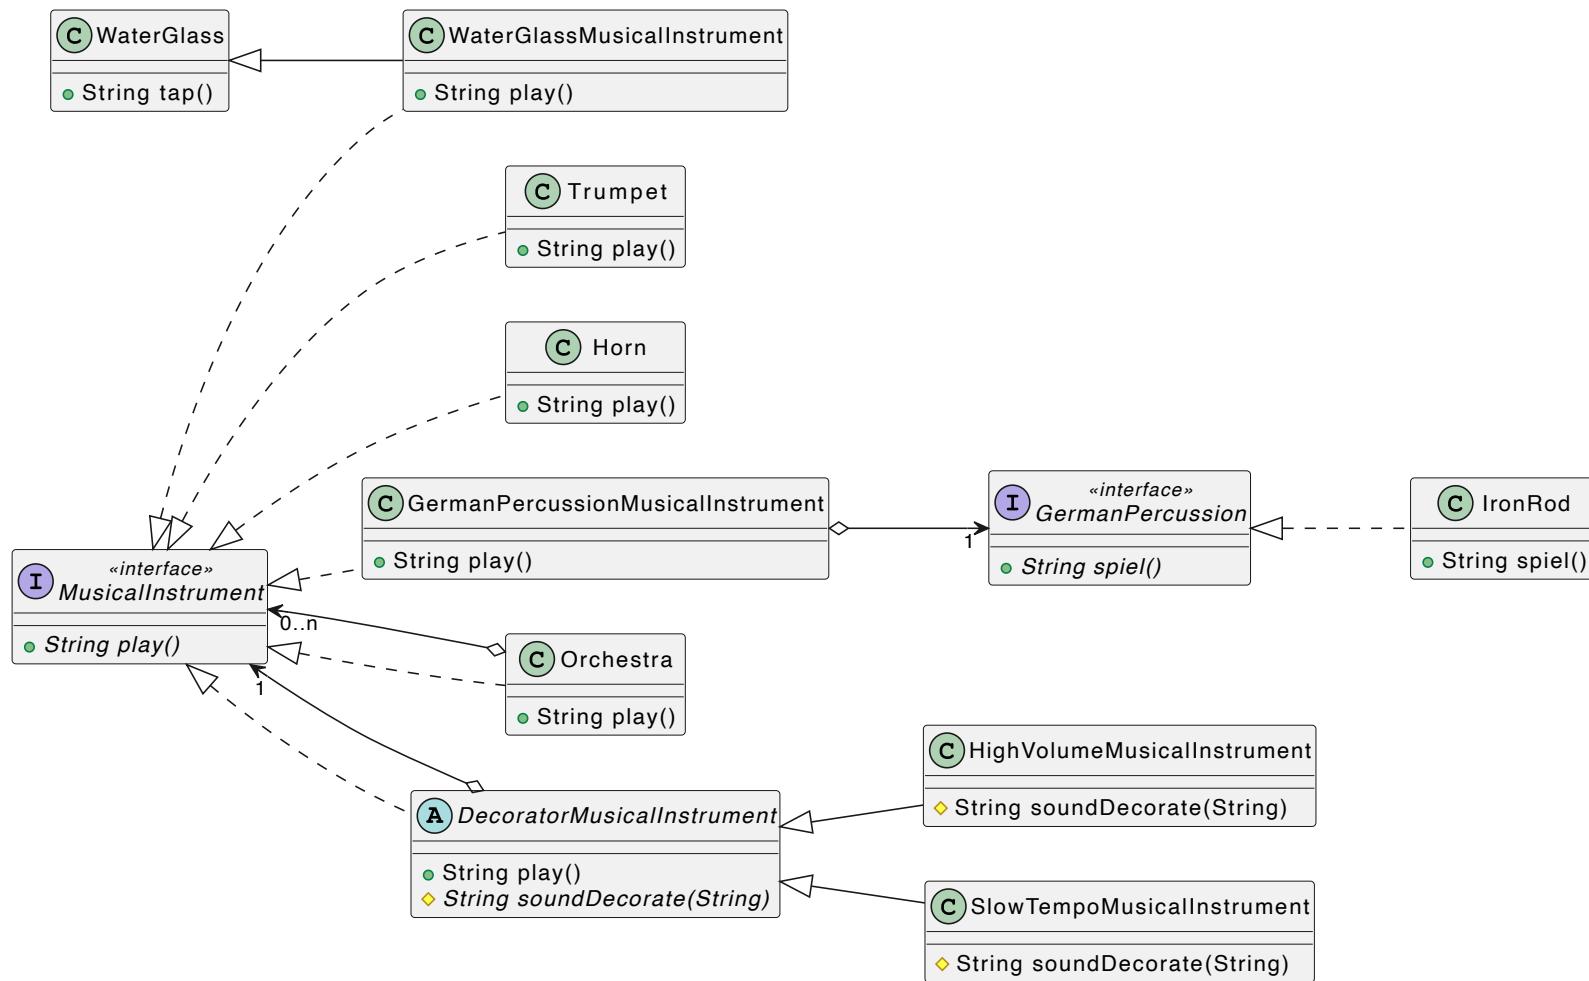 C WaterGlass
String tap()
C WaterGlassMusicalInstrument
String play()
C Trumpet
String play()
C Horn
String play()
C GermanPercussionMusicalInstrument
String play()
1
I «interface»
GermanPercussion
String spiel()
C IronRod
String spiel()
I «interface»
MusicalInstrument
String play()
0..n
1
C Orchestra
String play()
A DecoratorMusicalInstrument
String play()
String soundDecorate(String)
C HighVolumeMusicalInstrument
String soundDecorate(String)
C SlowTempoMusicalInstrument
String soundDecorate(String)